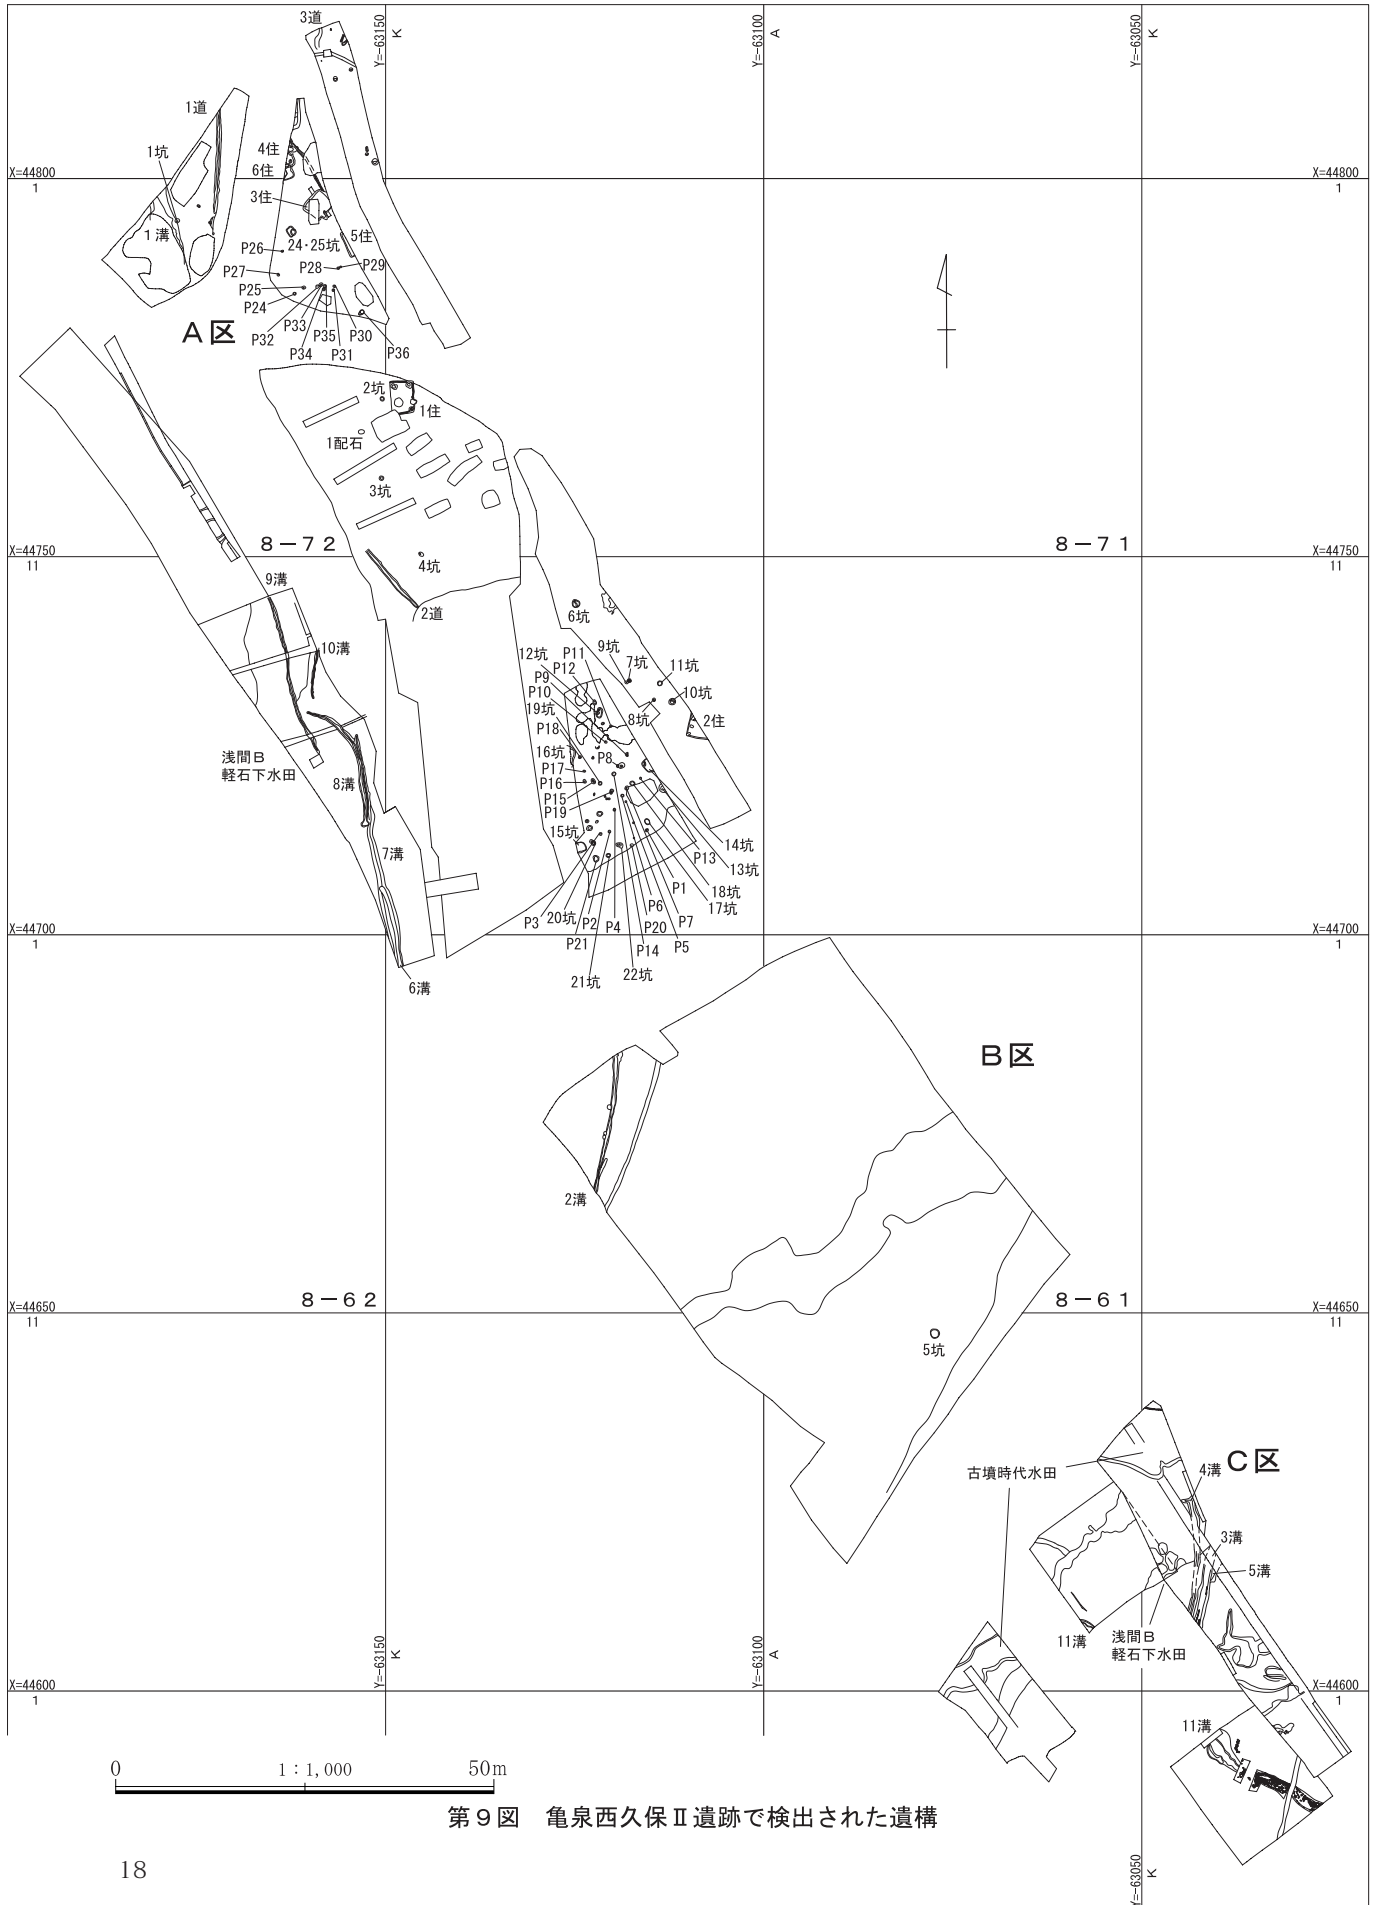 3道
Y=-63150
K
Y=-63100
A
Y=-63050
K
1道
1坑
4住
6住
X=44800
1
X=44800
1
3住
1溝
24・25坑
5住
P26
P27
P28
P29
P25
P24
A区
P32
P33
P34
P35
P31
P30
P36
2坑
1住
1配石
3坑
8-72
8-71
X=44750
11
X=44750
11
4坑
9溝
2道
6坑
10溝
12坑
P11
9坑
7坑
P12
P9
P10
11坑
10坑
19坑
8坑
2住
P18
浅間B
軽石下水田
16坑
P8
P17
8溝
P16
P15
P19
15坑
14坑
7溝
P13
13坑
P1
18坑
17坑
P6
P7
P3
20坑
P2
P4
P20
P5
X=44700
1
X=44700
1
P21
P14
6溝
21坑
22坑
B区
2溝
8-62
8-61
X=44650
11
X=44650
11
5坑
古墳時代水田
4溝
C区
3溝
5溝
11溝
浅間B
軽石下水田
Y=-63150
K
Y=-63100
A
X=44600
1
X=44600
1
11溝
0
1:1,000
50m
第9図 亀泉西久保Ⅱ遺跡で検出された遺構
18
Y=-63050
K